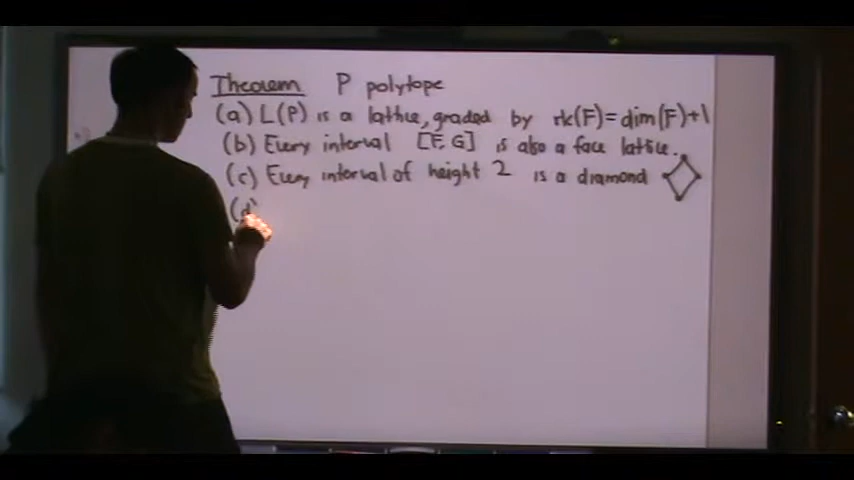 Theorem P polytope
(a) L(P) is a lattice, graded by rk(F)=dim(F)+1
(b) Every interval [F,G] is also a face lattice.
(c) Every interval of height 2 is a diamond
(d)